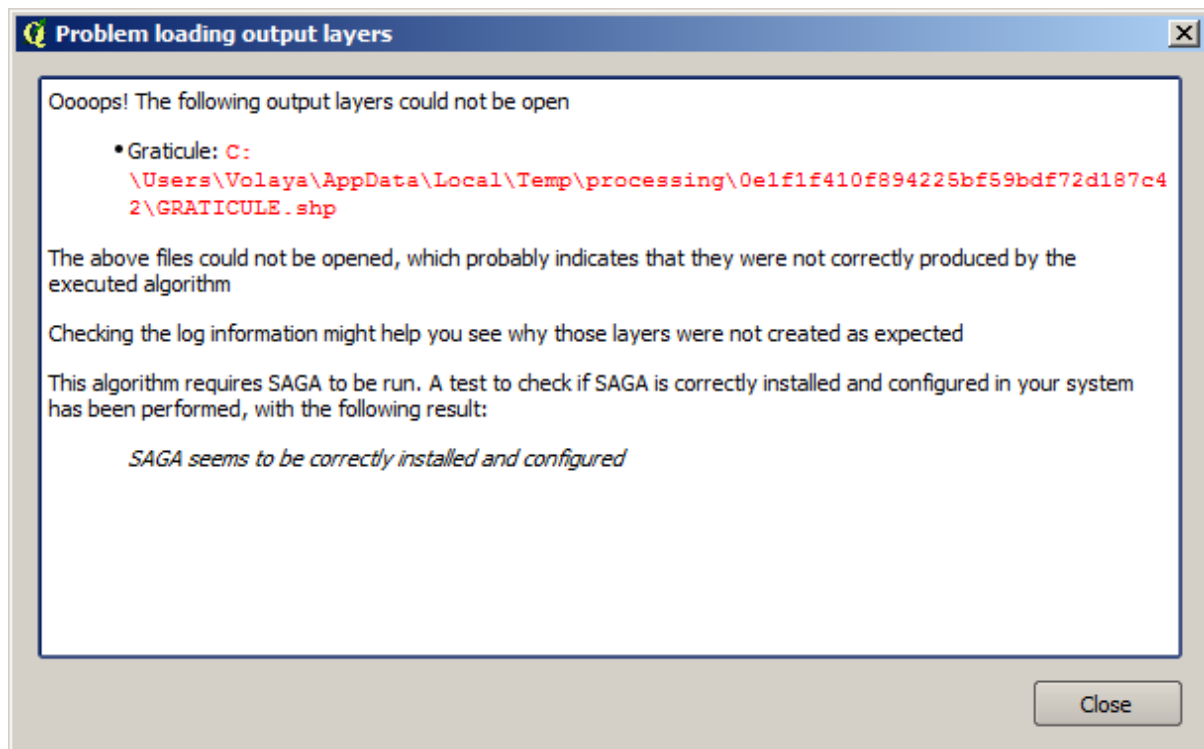 Problem loading output layers
Oooops! The following output layers could not be open
• Graticule: C:
\Users\Volaya\AppData\Local\Temp\processing\0e1f1f410f894225bf59bdf72d187c4
2\GRATICULE.shp
The above files could not be opened, which probably indicates that they were not correctly produced by the
executed algorithm
Checking the log information might help you see why those layers were not created as expected
This algorithm requires SAGA to be run. A test to check if SAGA is correctly installed and configured in your system
has been performed, with the following result:
SAGA seems to be correctly installed and configured
Close